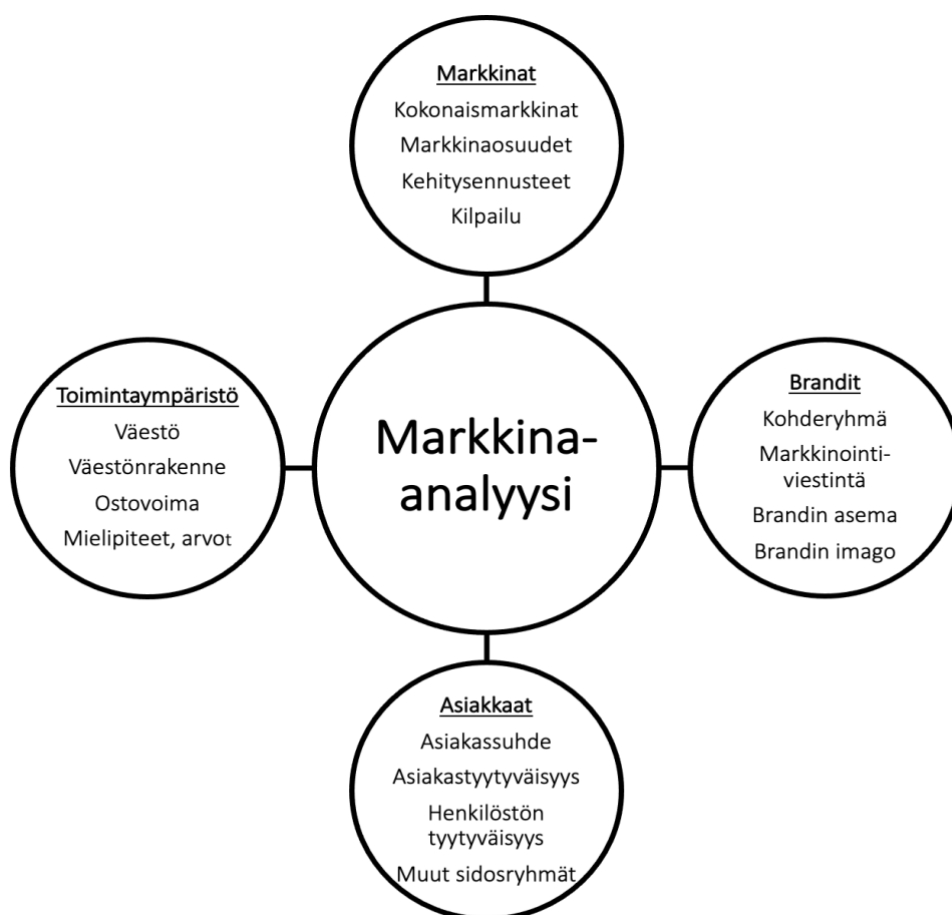 Markkinat
Kokonaismarkkinat
Markkinaosuudet
Kehitysennusteet
Kilpailu
Toimintaympäristö
Väestö
Väestönrakenne
Ostovoima
Mielipiteet, arvot
Markkina-
analyysi
Brandit
Kohderyhmä
Markkinointi-
viestintä
Brandin asema
Brandin imago
Asiakkaat
Asiakassuhde
Asiakastyytyväisyys
Henkilöstön
tyytyväisyys
Muut sidosryhmät